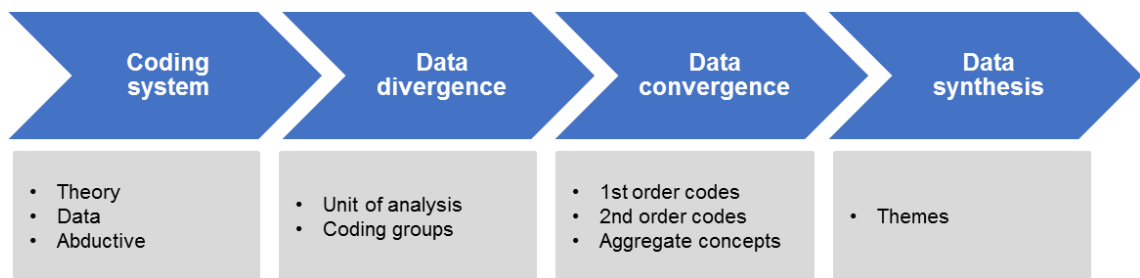 Coding
system
Data
divergence
Data
convergence
Data
synthesis
• Theory
• Data
• Abductive
• Unit of analysis
• Coding groups
• 1st order codes
• 2nd order codes
• Aggregate concepts
• Themes